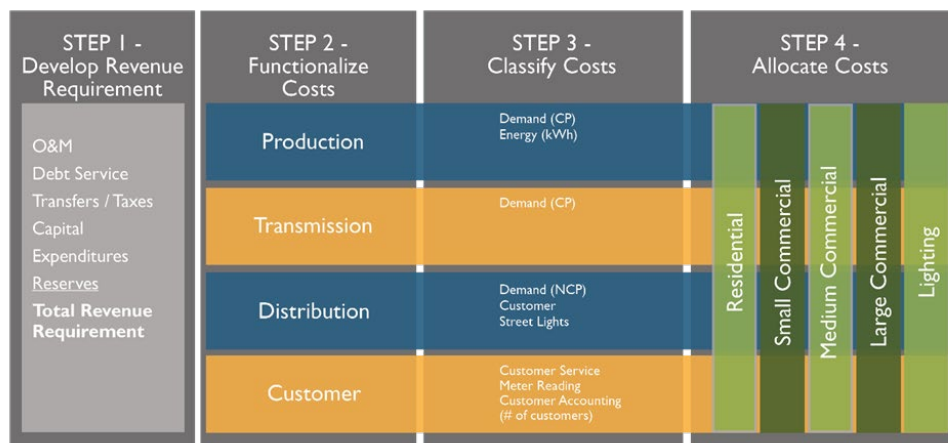 STEP 1 -
Develop Revenue
Requirement
O&M
Debt Service
Transfers / Taxes
Capital
Expenditures
Reserves
Total Revenue
Requirement
STEP 2 -
Functionalize
Costs
Production
Transmission
Distribution
Customer
STEP 3 -
Classify Costs
Demand (CP)
Energy (kWh)
Demand (CP)
Demand (NCP)
Customer
Street Lights
Customer Service
Meter Reading
Customer Accounting
(# of customers)
STEP 4 -
Allocate Costs
Residential
Small Commercial
Medium Commercial
Large Commercial
Lighting